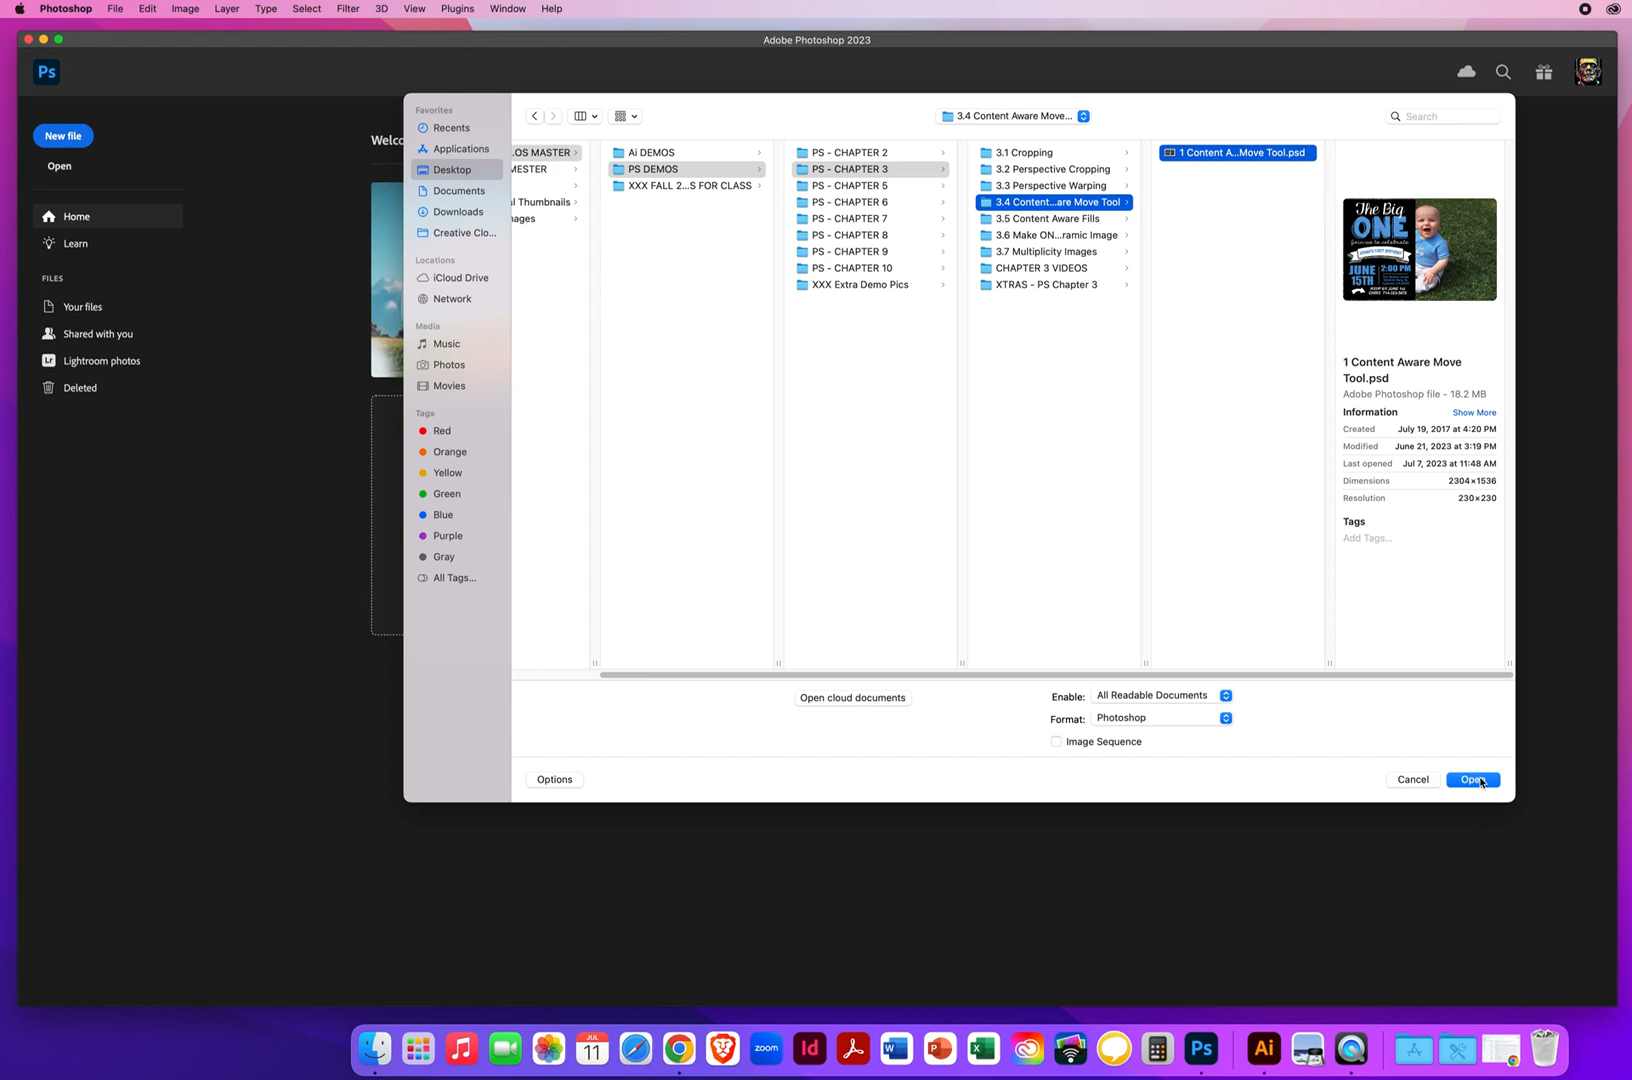 Photoshop File Edit Image Layer Type Select Filter 3D View Plugins Window Help
Adobe Photoshop 2023
Ps
New file
Open
Home
Learn
FILES
Your files
Shared with you
Lr Lightroom photos
Deleted
Welco
Favorites
Recents
Applications
Desktop
Documents
Downloads
Creative Clo...
Locations
iCloud Drive
Network
Media
Music
Photos
Movies
Tags
Red
Orange
Yellow
Green
Blue
Purple
Gray
All Tags...
3.4 Content Aware Move...
Search
OS MASTER
MESTER
l Thumbnails
ages
Ai DEMOS
PS DEMOS
XXX FALL 2...S FOR CLASS
PS - CHAPTER 2
PS - CHAPTER 3
PS - CHAPTER 5
PS - CHAPTER 6
PS - CHAPTER 7
PS - CHAPTER 8
PS - CHAPTER 9
PS - CHAPTER 10
XXX Extra Demo Pics
3.1 Cropping
3.2 Perspective Cropping
3.3 Perspective Warping
3.4 Content...are Move Tool
3.5 Content Aware Fills
3.6 Make ON...ramic Image
3.7 Multiplicity Images
CHAPTER 3 VIDEOS
XTRAS - PS Chapter 3
1 Content A...Move Tool.psd
The Big
ONE
JUNE
15TH
2:00 PM
1 Content Aware Move
Tool.psd
Adobe Photoshop file - 18.2 MB
Information Show More
Created July 19, 2017 at 4:20 PM
Modified June 21, 2023 at 3:19 PM
Last opened Jul 7, 2023 at 11:48 AM
Dimensions 2304×1536
Resolution 230×230
Tags
Add Tags...
Open cloud documents
Enable: All Readable Documents
Format: Photoshop
Image Sequence
Options
Cancel
Open
JUL
11
zoom
Id
W
P
X
Ps
Ai